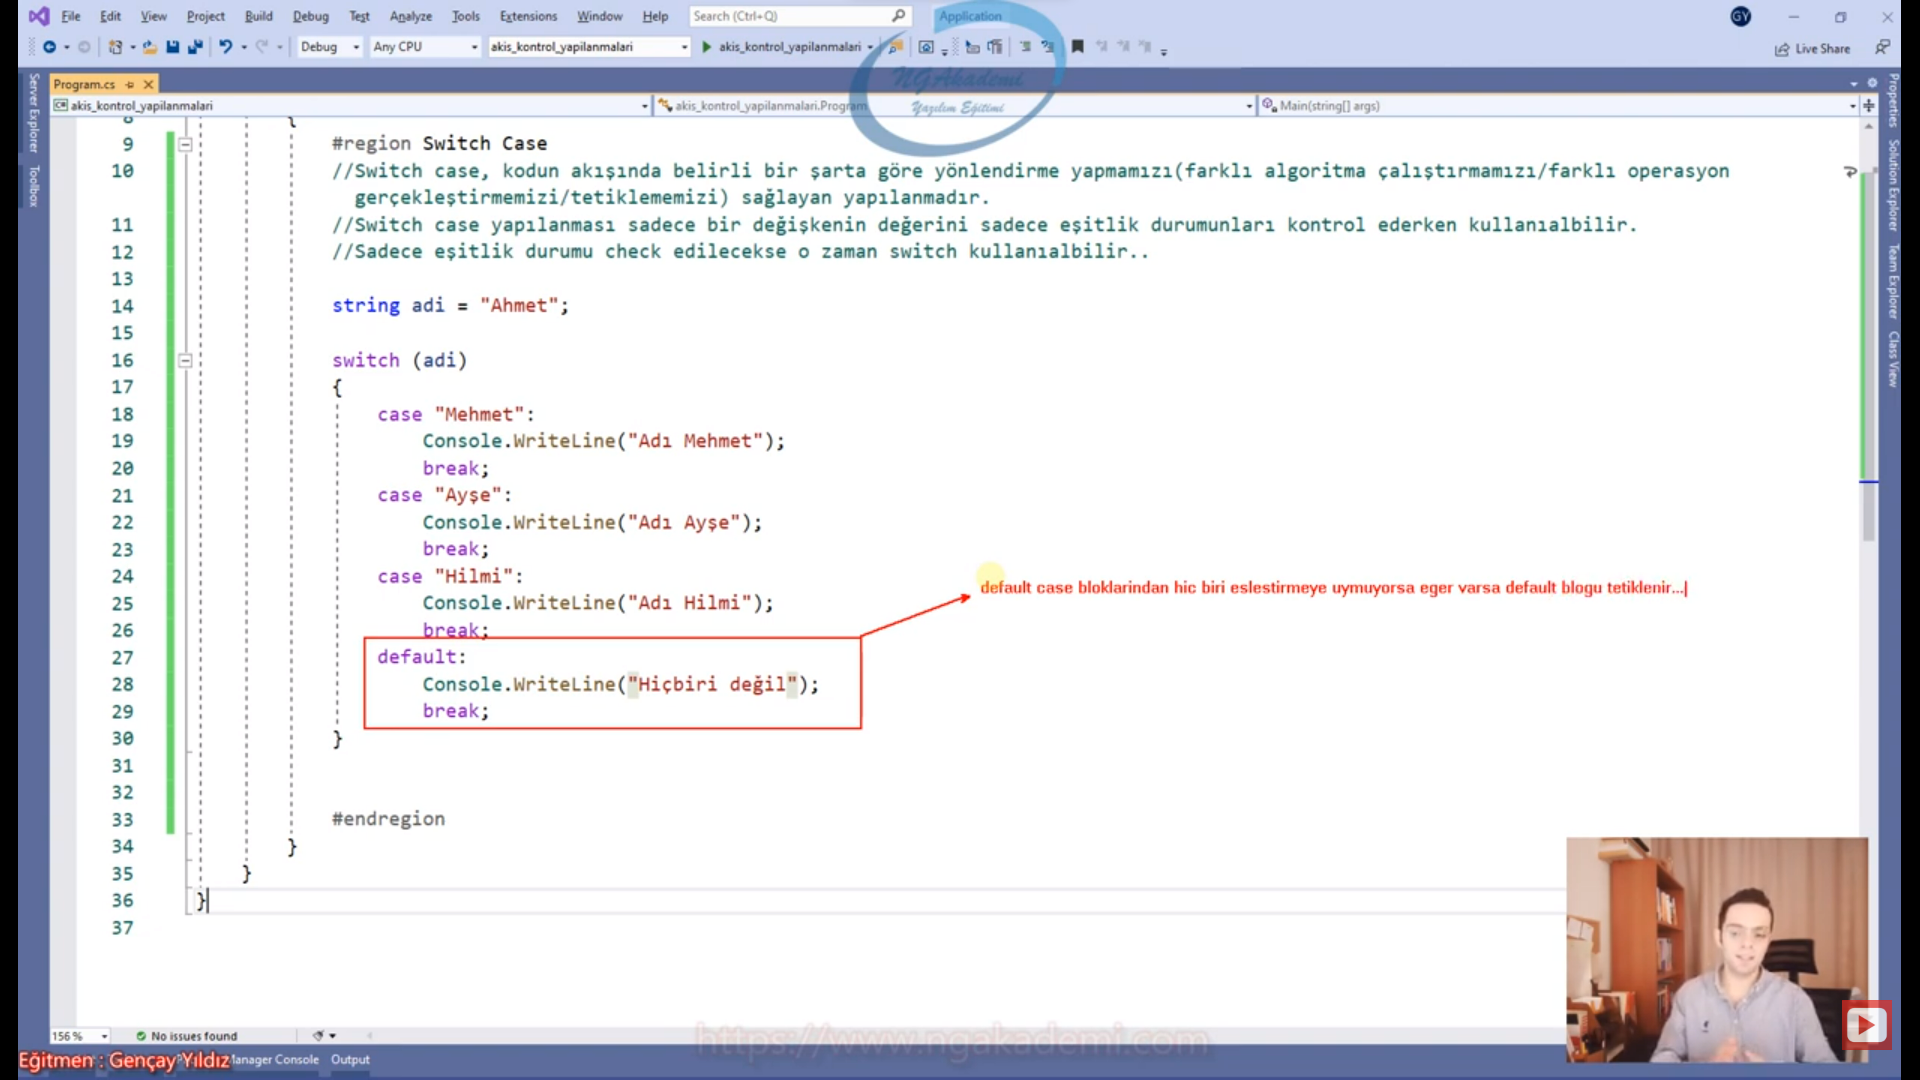 File Edit View Project Build Debug Test Analyze Tools Extensions Window Help Search (Ctrl+Q) Application GY
Debug Any CPU akis_kontrol_yapilanmalari akis_kontrol_yapilanmalari Live Share
NGAkademi
Yazılım Eğitimi
Program.cs
akis_kontrol_yapilanmalari akis_kontrol_yapilanmalari.Program Main(string[] args)
Server Explorer
Toolbox
Properties
Solution Explorer
Team Explorer
Class View
8 {
9 #region Switch Case
10 //Switch case, kodun akışında belirli bir şarta göre yönlendirme yapmamızı(farklı algoritma çalıştırmamızı/farklı operasyon
gerçekleştirmemizi/tetiklememizi) sağlayan yapılanmadır.
11 //Switch case yapılanması sadece bir değişkenin değerini sadece eşitlik durumunları kontrol ederken kullanıalbilir.
12 //Sadece eşitlik durumu check edilecekse o zaman switch kullanıalbilir..
13
14 string adi = "Ahmet";
15
16 switch (adi)
17 {
18 case "Mehmet":
19 Console.WriteLine("Adı Mehmet");
20 break;
21 case "Ayşe":
22 Console.WriteLine("Adı Ayşe");
23 break;
24 case "Hilmi":
25 Console.WriteLine("Adı Hilmi");
26 break;
27 default:
28 Console.WriteLine("Hiçbiri değil");
29 break;
30 }
31
32
33 #endregion
34 }
35 }
36 }
37
default case bloklarindan hic biri eslestirmeye uymuyorsa eger varsa default blogu tetiklenir...
156 % No issues found
https://www.ngakademi.com
Eğitmen : Gençay Yıldız Manager Console Output